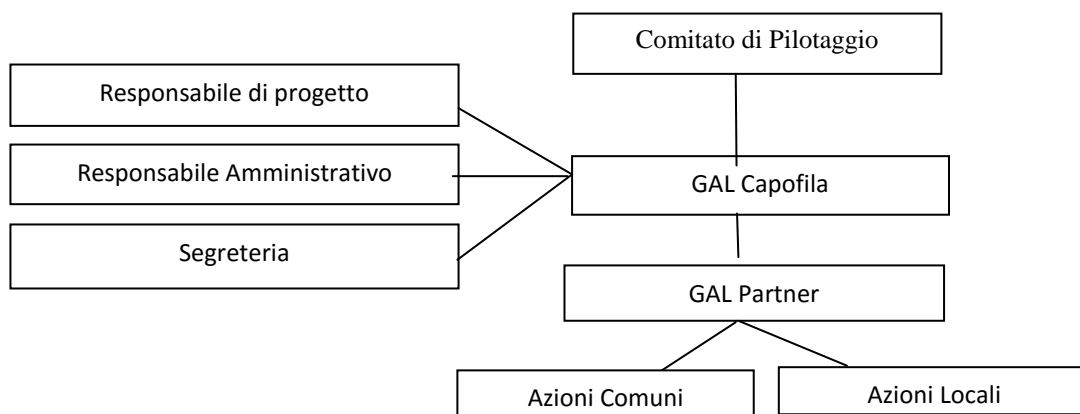 Comitato di Pilotaggio
Responsabile di progetto
Responsabile Amministrativo
GAL Capofila
Segreteria
GAL Partner
Azioni Comuni
Azioni Locali